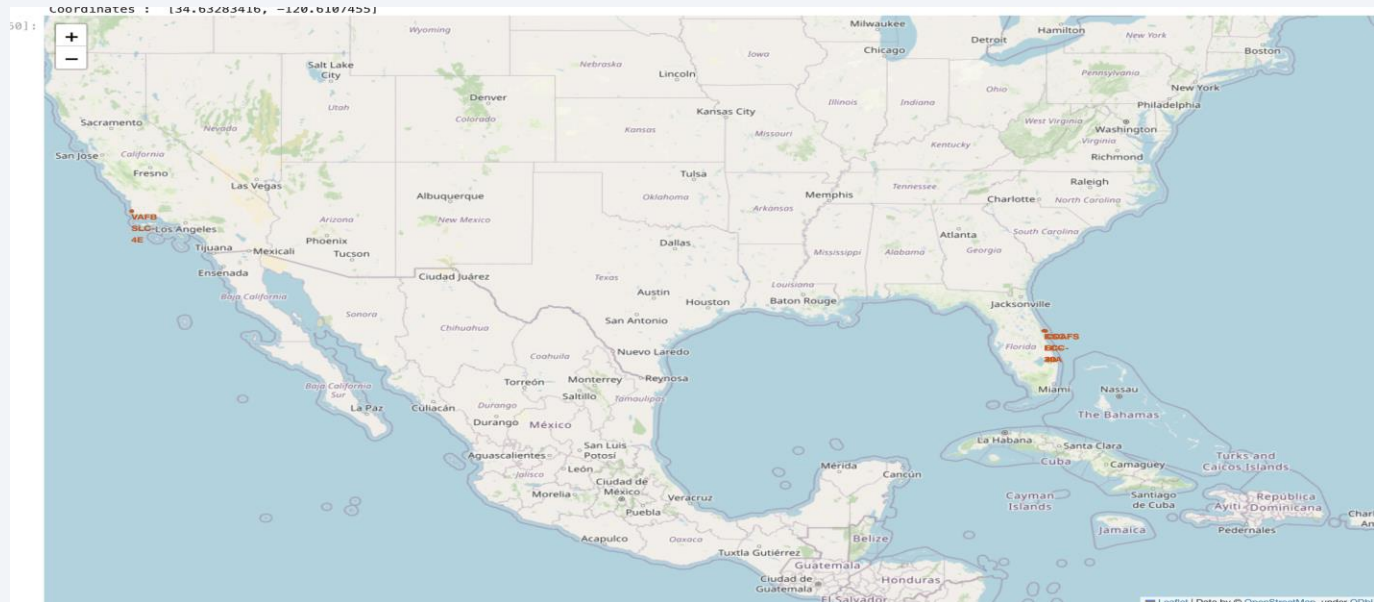 Coordinates : [34.63283416, -120.6107455]
60]:
+
−
Wyoming
Milwaukee
Chicago
Detroit
Hamilton
New York
Boston
Iowa
Salt Lake
City
Nebraska
Lincoln
Pennsylvania
New York
Utah
Denver
Colorado
Kansas City
Illinois
Indiana
Ohio
Philadelphia
Sacramento
Nevada
Kansas
Missouri
West Virginia
Washington
San Jose
California
Kentucky
Virginia
Richmond
Fresno
Las Vegas
Tulsa
Raleigh
Albuquerque
Oklahoma
Memphis
Tennessee
Charlotte
North Carolina
Arizona
New Mexico
Arkansas
VAFB
SLC-
4E
Los Angeles
Tijuana
Mexicali
Phoenix
Tucson
Dallas
Mississippi
Alabama
Atlanta
Georgia
South Carolina
Ensenada
Ciudad Juárez
Texas
Louisiana
Baja California
Austin
Houston
Baton Rouge
Jacksonville
Sonora
Chihuahua
San Antonio
Florida
Coahuila
Nuevo Laredo
Miami
Nassau
Baja California
Sur
Torreón
Monterrey
Reynosa
Saltillo
Tamaulipas
The Bahamas
La Paz
Culiacán
Durango
Durango
México
La Habana
Santa Clara
Cuba
Camaguey
Turks and
Caicos Islands
Aguascalientes
San Luis
Potosí
Jalisco
León
Mérida
Cancún
Morelia
Ciudad de
México
Veracruz
Puebla
Cayman
Islands
Santiago
de Cuba
Ayiti
República
Dominicana
Acapulco
Oaxaca
Belize
Jamaica
Pedernales
Tuxtla Gutiérrez
Guatemala
Ciudad de
Guatemala
Honduras
El Salvador
Leaflet | Data by © OpenStreetMap, under ODbL